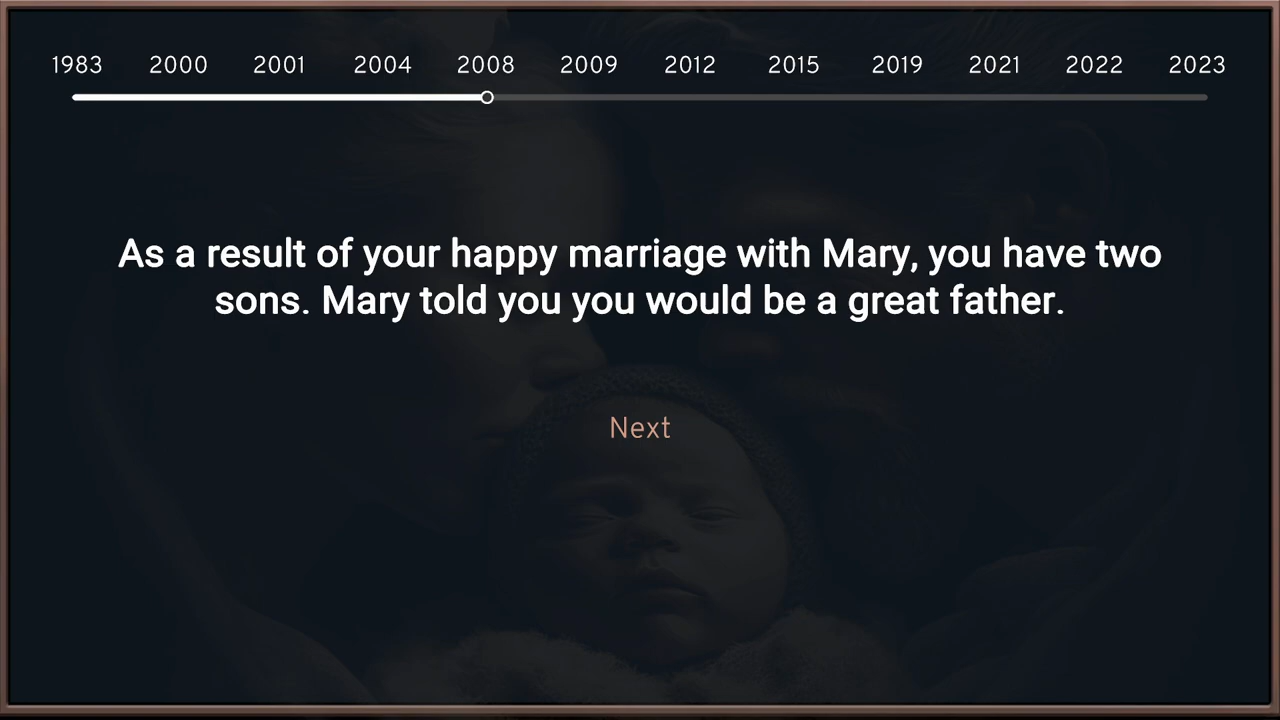 1983 2000 2001 2004 2008 2009 2012 2015 2019 2021 2022 2023
As a result of your happy marriage with Mary, you have two
sons. Mary told you you would be a great father.
Next